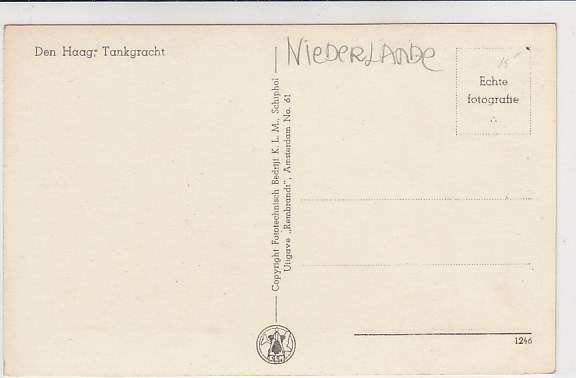 Den Haag, Tankgracht
NiEDERLANDE
Copyright Fototechnisch Bedrijf K. L. M., Schiphol
Uitgave „Rembrandt", Amsterdam No. 61
15
Echte
fotografie
1246